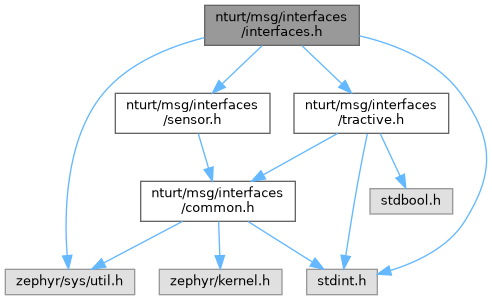 nturt/msg/interfaces
/interfaces.h
nturt/msg/interfaces
/sensor.h
nturt/msg/interfaces
/tractive.h
stdbool.h
nturt/msg/interfaces
/common.h
zephyr/sys/util.h
zephyr/kernel.h
stdint.h